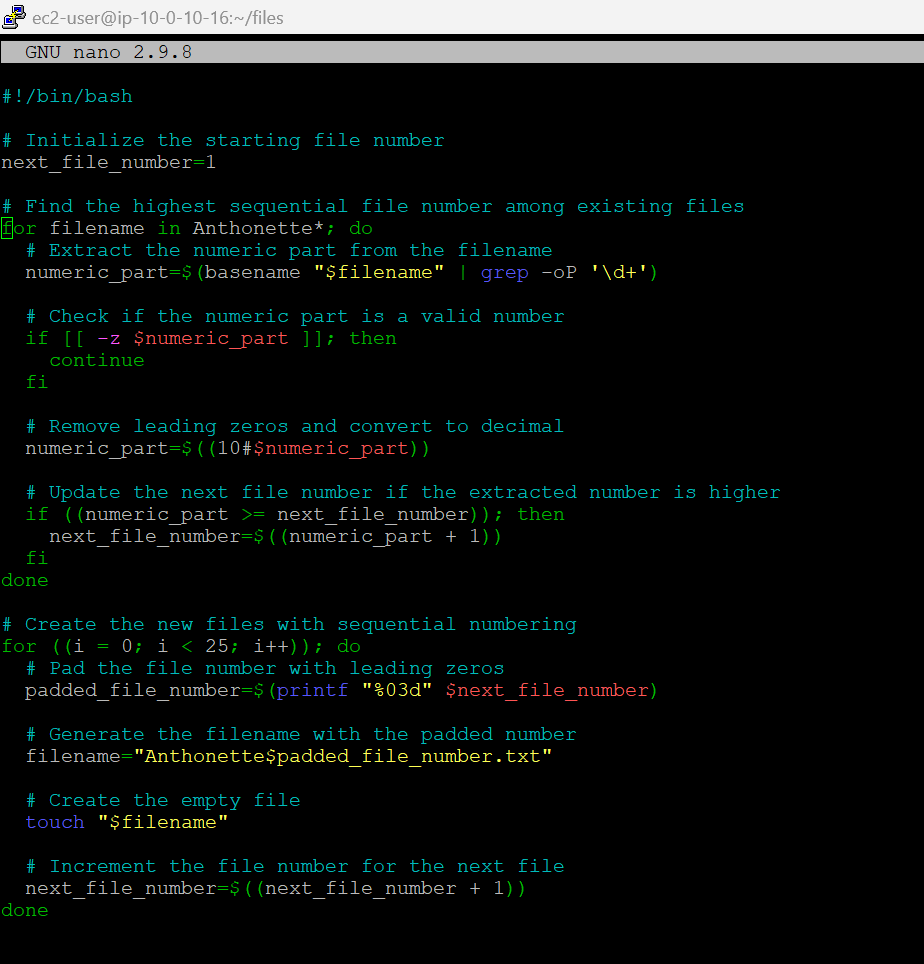 ec2-user@ip-10-0-10-16:~/files
GNU nano 2.9.8
#!/bin/bash
# Initialize the starting file number
next_file_number=1
# Find the highest sequential file number among existing files
for filename in Anthonette*; do
  # Extract the numeric part from the filename
  numeric_part=$(basename "$filename" | grep -oP '\d+')
  # Check if the numeric part is a valid number
  if [[ -z $numeric_part ]]; then
    continue
  fi
  # Remove leading zeros and convert to decimal
  numeric_part=$((10#$numeric_part))
  # Update the next file number if the extracted number is higher
  if ((numeric_part >= next_file_number)); then
    next_file_number=$((numeric_part + 1))
  fi
done
# Create the new files with sequential numbering
for ((i = 0; i < 25; i++)); do
  # Pad the file number with leading zeros
  padded_file_number=$(printf "%03d" $next_file_number)
  # Generate the filename with the padded number
  filename="Anthonette$padded_file_number.txt"
  # Create the empty file
  touch "$filename"
  # Increment the file number for the next file
  next_file_number=$((next_file_number + 1))
done